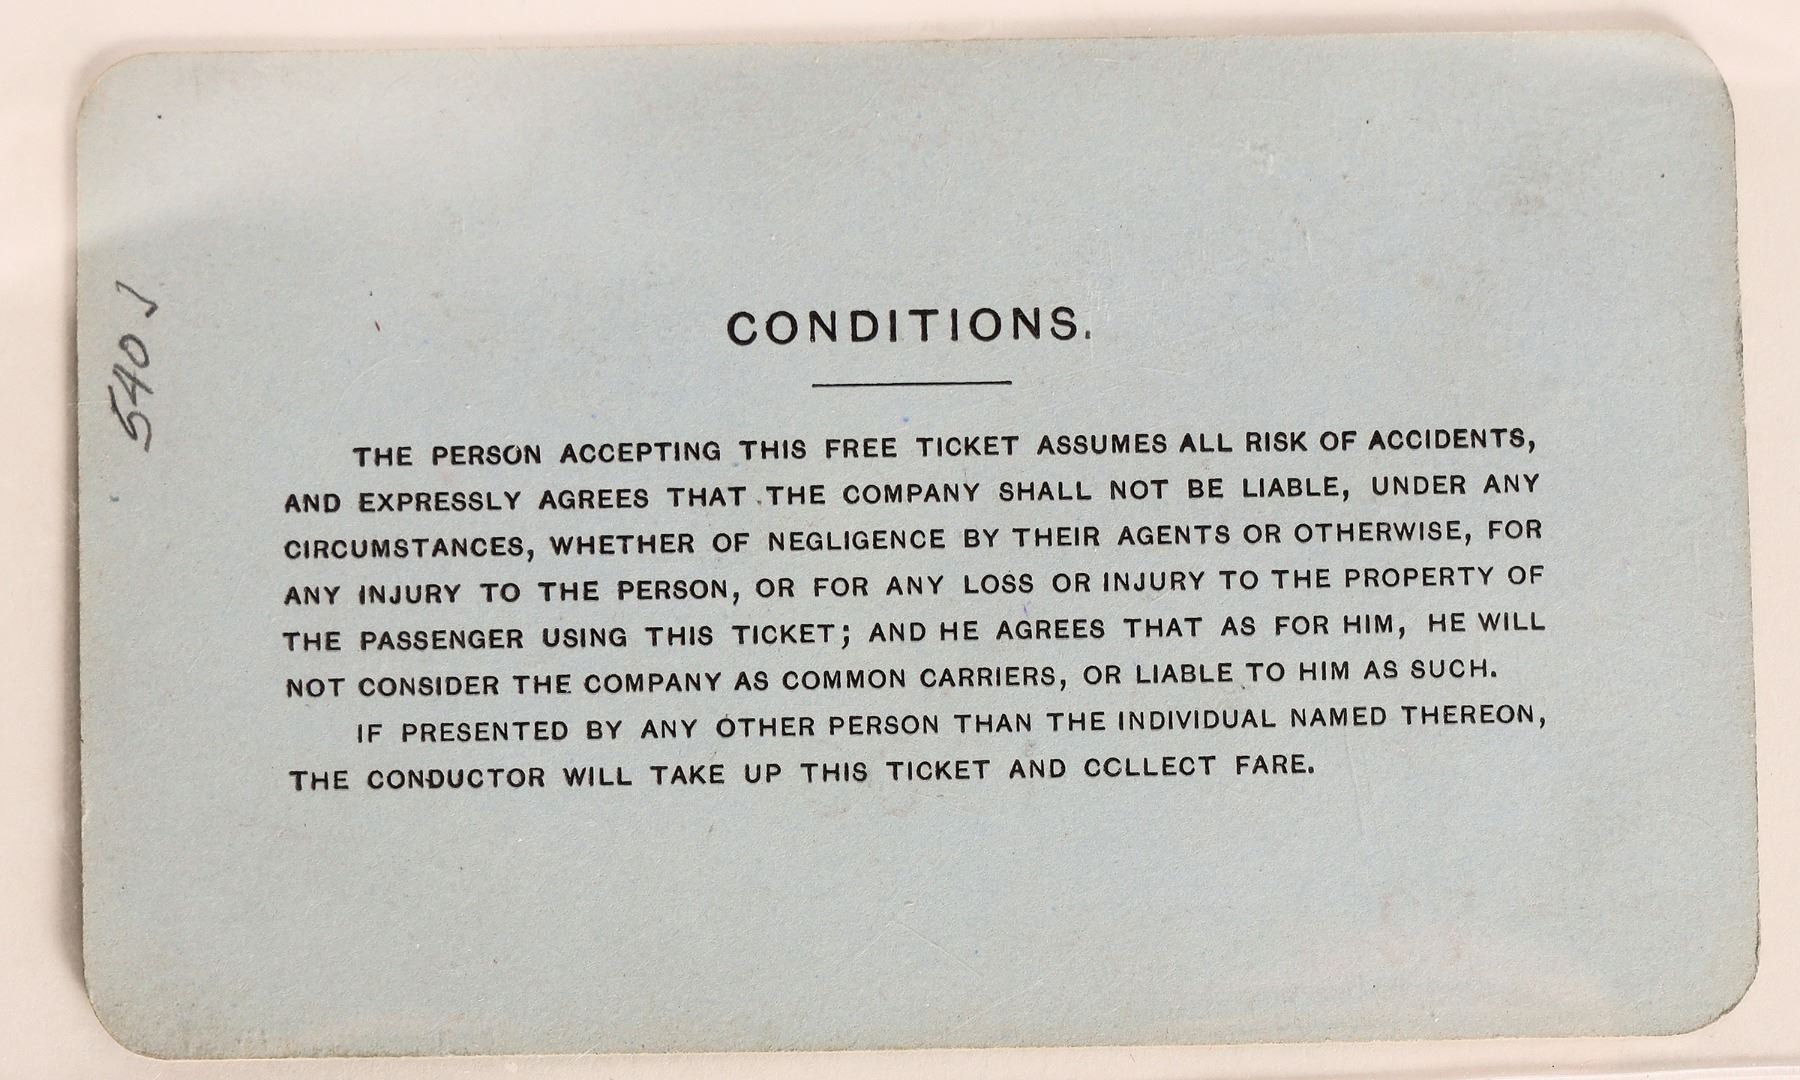 CONDITIONS.
THE PERSON ACCEPTING THIS FREE TICKET ASSUMES ALL RISK OF ACCIDENTS,
AND EXPRESSLY AGREES THAT THE COMPANY SHALL NOT BE LIABLE, UNDER ANY
CIRCUMSTANCES, WHETHER OF NEGLIGENCE BY THEIR AGENTS OR OTHERWISE, FOR
ANY INJURY TO THE PERSON, OR FOR ANY LOSS OR INJURY TO THE PROPERTY OF
THE PASSENGER USING THIS TICKET; AND HE AGREES THAT AS FOR HIM, HE WILL
NOT CONSIDER THE COMPANY AS COMMON CARRIERS, OR LIABLE TO HIM AS SUCH.
IF PRESENTED BY ANY OTHER PERSON THAN THE INDIVIDUAL NAMED THEREON,
THE CONDUCTOR WILL TAKE UP THIS TICKET AND CCLLECT FARE.
540